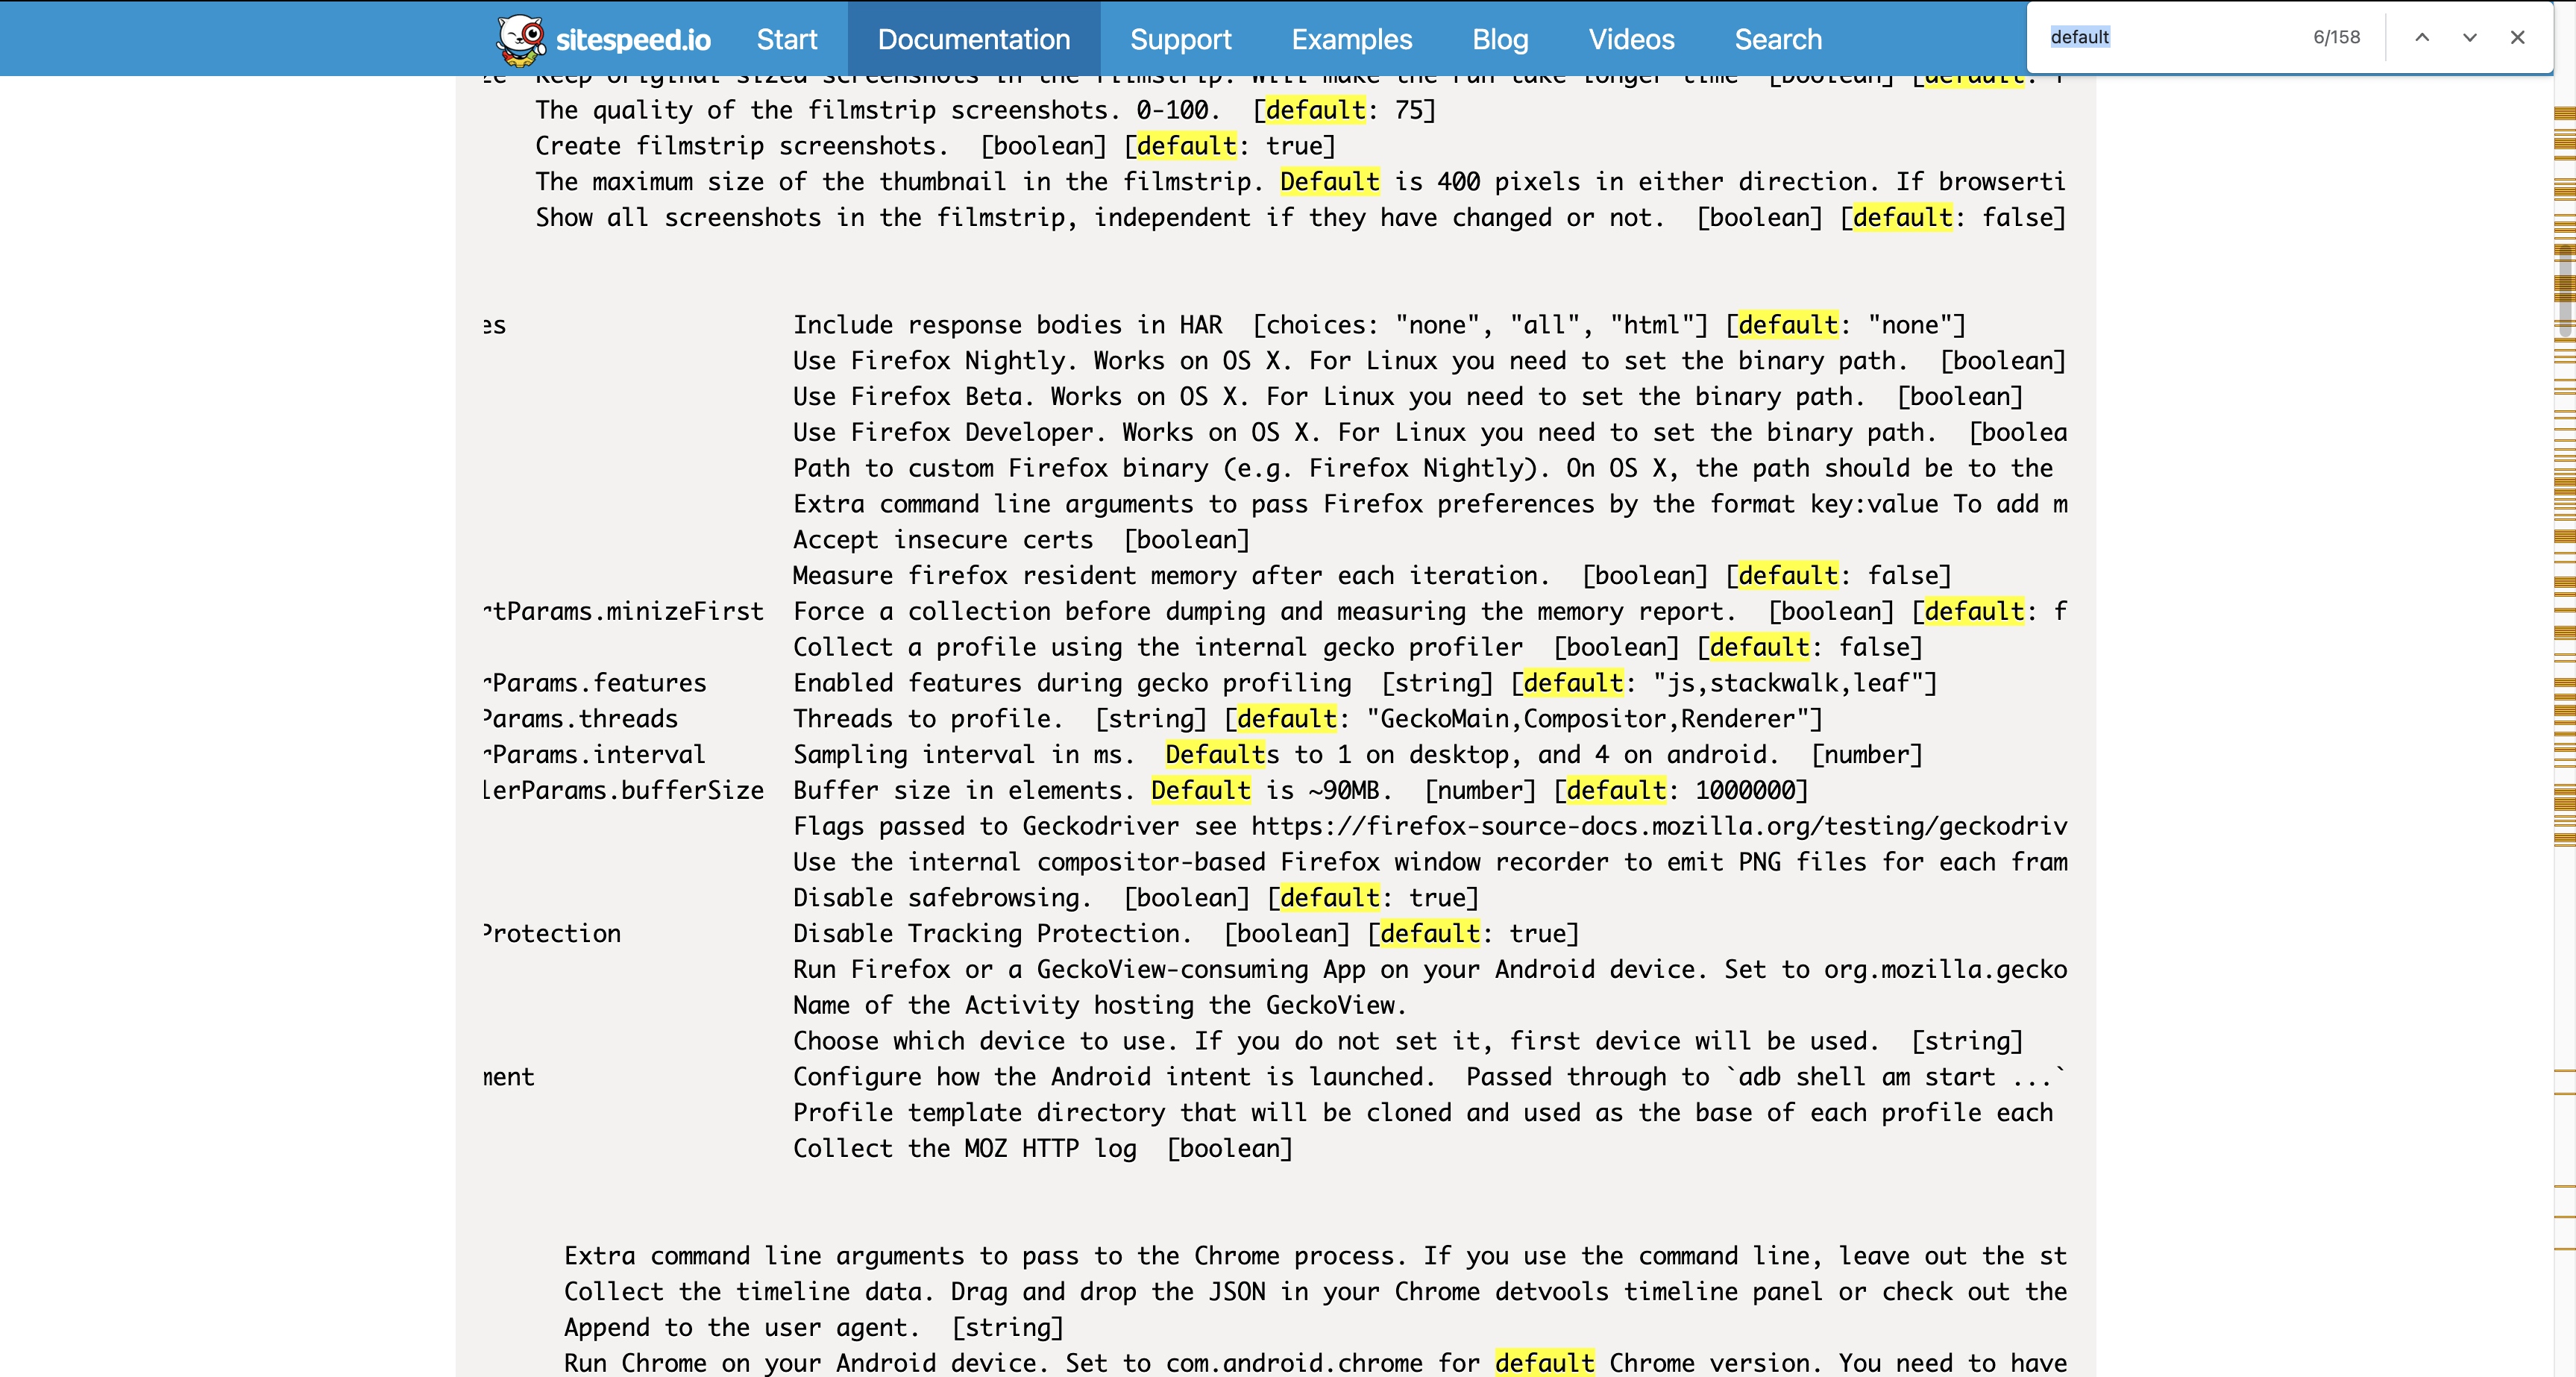 sitespeed.io Start Documentation Support Examples Blog Videos Search
default 6/158
ze Keep original sized screenshots in the filmstrip. Will make the run take longer time [boolean] [default: f
The quality of the filmstrip screenshots. 0-100. [default: 75]
Create filmstrip screenshots. [boolean] [default: true]
The maximum size of the thumbnail in the filmstrip. Default is 400 pixels in either direction. If browserti
Show all screenshots in the filmstrip, independent if they have changed or not. [boolean] [default: false]
es Include response bodies in HAR [choices: "none", "all", "html"] [default: "none"]
Use Firefox Nightly. Works on OS X. For Linux you need to set the binary path. [boolean]
Use Firefox Beta. Works on OS X. For Linux you need to set the binary path. [boolean]
Use Firefox Developer. Works on OS X. For Linux you need to set the binary path. [boolea
Path to custom Firefox binary (e.g. Firefox Nightly). On OS X, the path should be to the
Extra command line arguments to pass Firefox preferences by the format key:value To add m
Accept insecure certs [boolean]
Measure firefox resident memory after each iteration. [boolean] [default: false]
rtParams.minizeFirst Force a collection before dumping and measuring the memory report. [boolean] [default: f
Collect a profile using the internal gecko profiler [boolean] [default: false]
rParams.features Enabled features during gecko profiling [string] [default: "js,stackwalk,leaf"]
Params.threads Threads to profile. [string] [default: "GeckoMain,Compositor,Renderer"]
rParams.interval Sampling interval in ms. Defaults to 1 on desktop, and 4 on android. [number]
lerParams.bufferSize Buffer size in elements. Default is ~90MB. [number] [default: 1000000]
Flags passed to Geckodriver see https://firefox-source-docs.mozilla.org/testing/geckodriv
Use the internal compositor-based Firefox window recorder to emit PNG files for each fram
Disable safebrowsing. [boolean] [default: true]
Protection Disable Tracking Protection. [boolean] [default: true]
Run Firefox or a GeckoView-consuming App on your Android device. Set to org.mozilla.gecko
Name of the Activity hosting the GeckoView.
Choose which device to use. If you do not set it, first device will be used. [string]
ment Configure how the Android intent is launched. Passed through to `adb shell am start ...`
Profile template directory that will be cloned and used as the base of each profile each
Collect the MOZ HTTP log [boolean]
Extra command line arguments to pass to the Chrome process. If you use the command line, leave out the st
Collect the timeline data. Drag and drop the JSON in your Chrome detvools timeline panel or check out the
Append to the user agent. [string]
Run Chrome on your Android device. Set to com.android.chrome for default Chrome version. You need to have